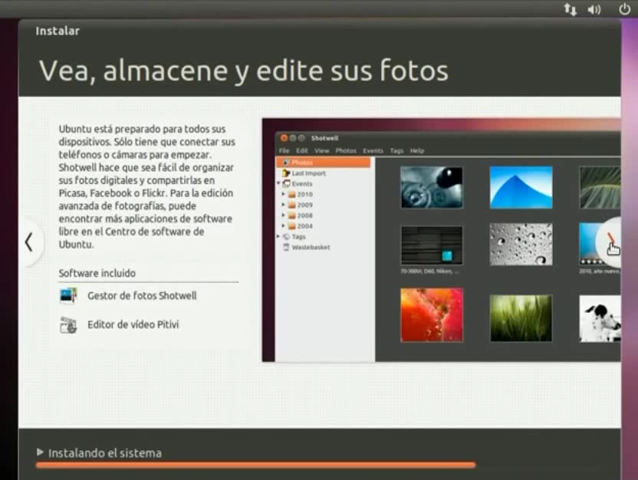 Instalar
Vea, almacene y edite sus fotos
Ubuntu está preparado para todos sus
dispositivos. Sólo tiene que conectar sus
teléfonos o cámaras para empezar.
Shotwell hace que sea fácil de organizar
sus fotos digitales y compartirlas en
Picasa, Facebook o Flickr. Para la edición
avanzada de fotografías, puede
encontrar más aplicaciones de software
libre en el Centro de software de
Ubuntu.
Software incluido
Gestor de fotos Shotwell
Editor de vídeo Pitivi
Shotwell
File Edit View Photos Events Tags Help
Photos
Last Import
Events
2010
2009
2008
2004
Tags
Wastebasket
Instalando el sistema